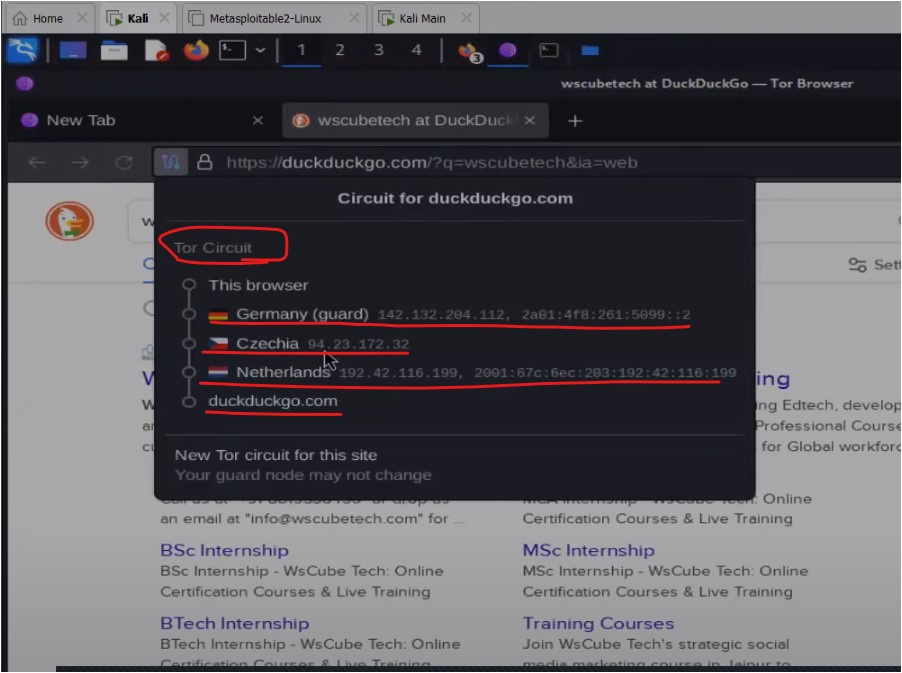 Home Kali Metasploitable2-Linux Kali Main
1 2 3 4 3
wscubetech at DuckDuckGo — Tor Browser
New Tab wscubetech at DuckDuck
https://duckduckgo.com/?q=wscubetech&ia=web
Circuit for duckduckgo.com
Tor Circuit
Sett
This browser
Germany (guard) 142.132.204.112, 2a01:4f8:261:5099::2
Czechia 94.23.172.32
Netherlands 192.42.116.199, 2001:67c:6ec:203:192:42:116:199
duckduckgo.com
ing
ing Edtech, develop
Professional Course
for Global workforc
New Tor circuit for this site
Your guard node may not change
an email at "info@wscubetech.com" for ...
MCA Internship - WsCube Tech: Online
Certification Courses & Live Training
BSc Internship
BSc Internship - WsCube Tech: Online
Certification Courses & Live Training
MSc Internship
MSc Internship - WsCube Tech: Online
Certification Courses & Live Training
BTech Internship
BTech Internship - WsCube Tech: Online
Certification Courses & Live Training
Training Courses
Join WsCube Tech's strategic social
media marketing course in Jaipur to